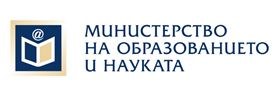 @
МИНИСТЕРСТВО
НА ОБРАЗОВАНИЕТО
И НАУКАТА